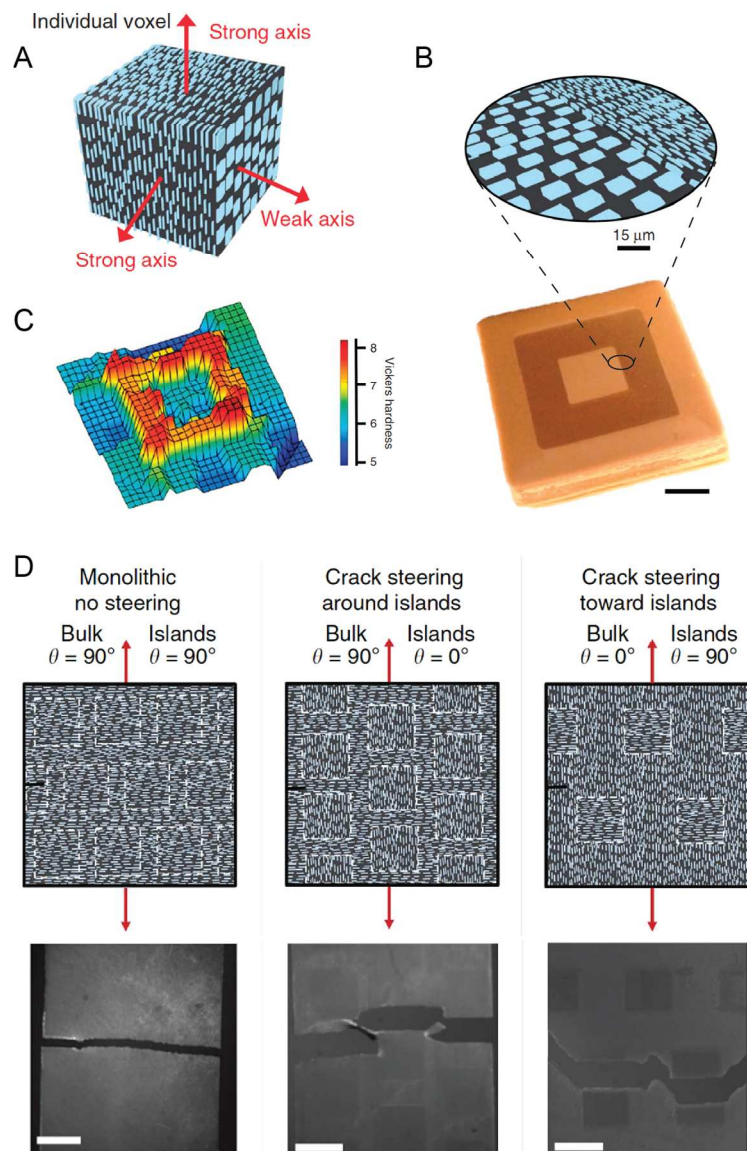 Individual voxel
Strong axis
A
Weak axis
Strong axis
B
15 μm
C
8
7
6
5
Vickers hardness
D
Monolithic
no steering
Bulk
θ = 90°
Islands
θ = 90°
Crack steering
around islands
Bulk
θ = 90°
Islands
θ = 0°
Crack steering
toward islands
Bulk
θ = 0°
Islands
θ = 90°